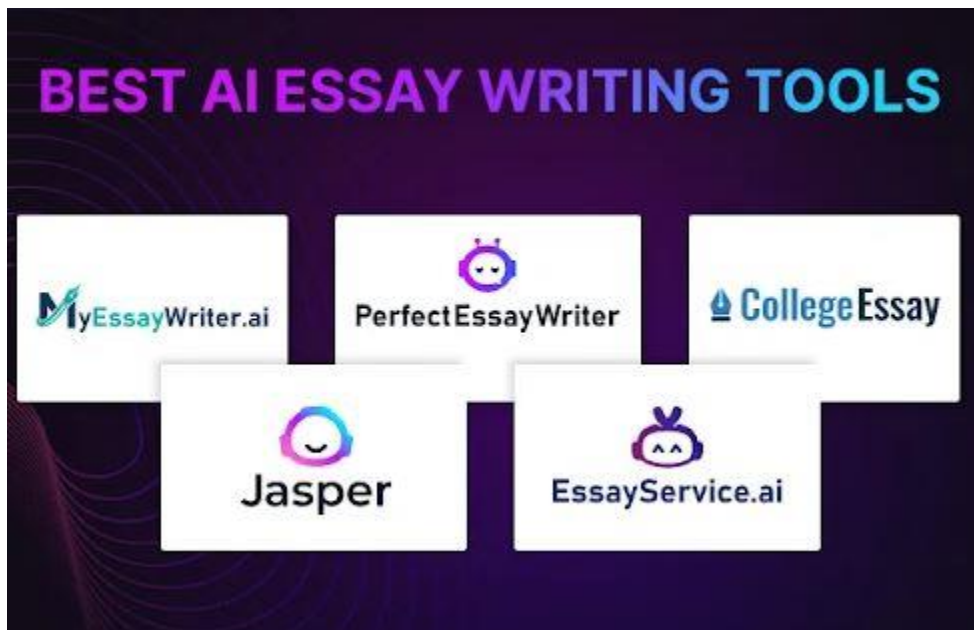 BEST AI ESSAY WRITING TOOLS
MyEssayWriter.ai
PerfectEssayWriter
CollegeEssay
Jasper
EssayService.ai